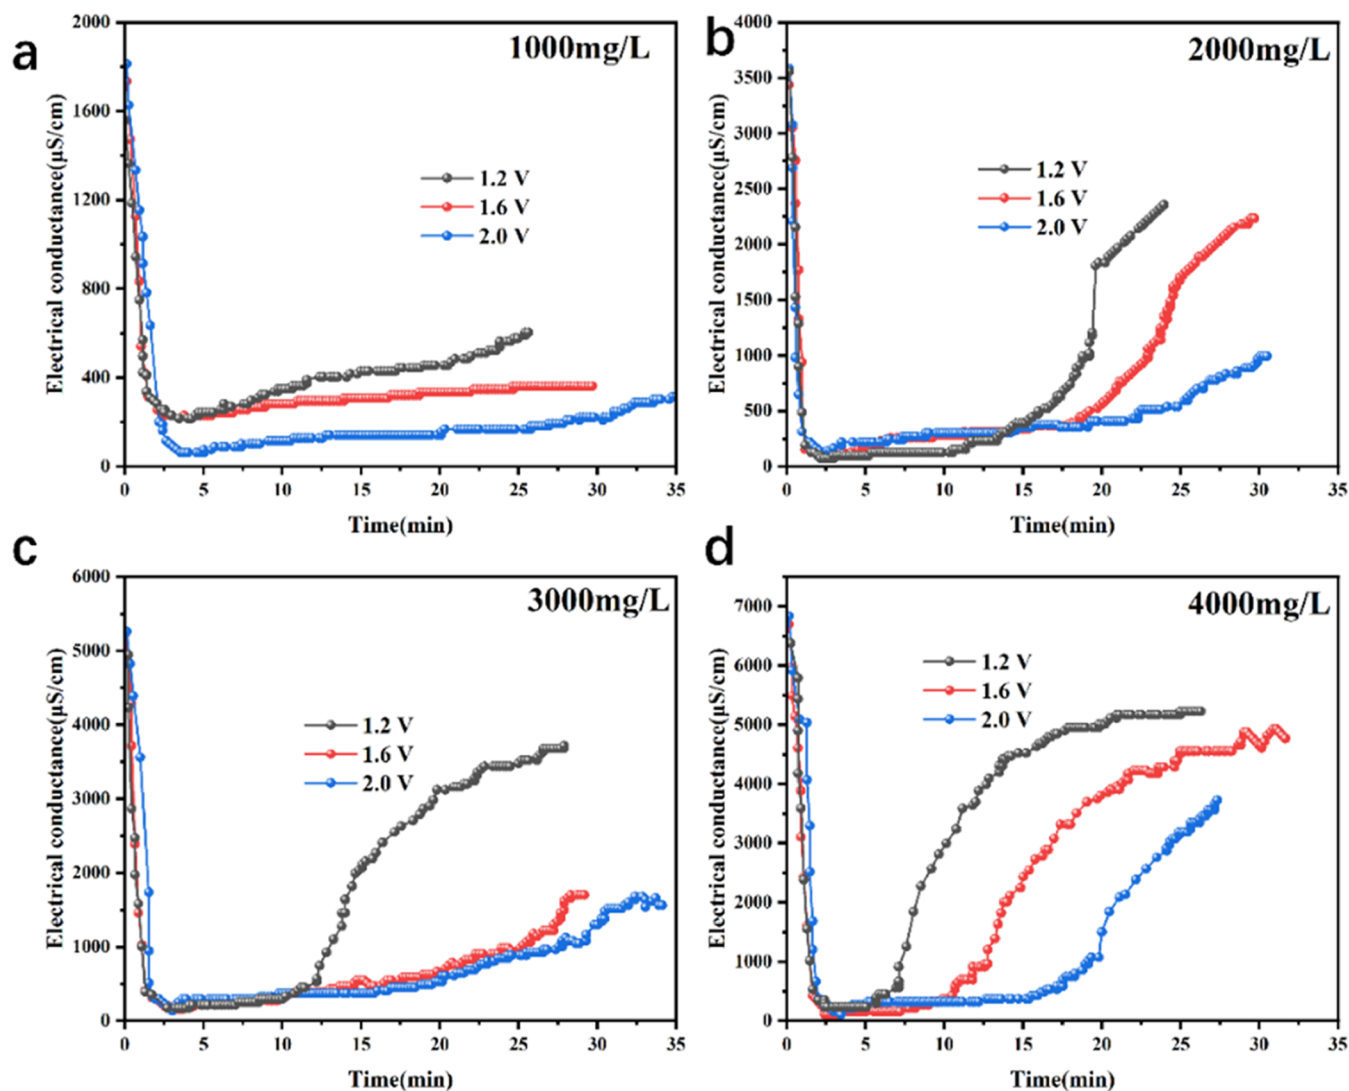 a
1000mg/L
Electrical conductance(μS/cm)
2000
1600
1200
800
400
0
1.2 V
1.6 V
2.0 V
0 5 10 15 20 25 30 35
Time(min)
b
2000mg/L
Electrical conductance(μS/cm)
4000
3500
3000
2500
2000
1500
1000
500
0
1.2 V
1.6 V
2.0 V
0 5 10 15 20 25 30 35
Time(min)
c
3000mg/L
Electrical conductance(μS/cm)
6000
5000
4000
3000
2000
1000
0
1.2 V
1.6 V
2.0 V
0 5 10 15 20 25 30 35
Time(min)
d
4000mg/L
Electrical conductance(μS/cm)
7000
6000
5000
4000
3000
2000
1000
0
1.2 V
1.6 V
2.0 V
0 5 10 15 20 25 30 35
Time(min)